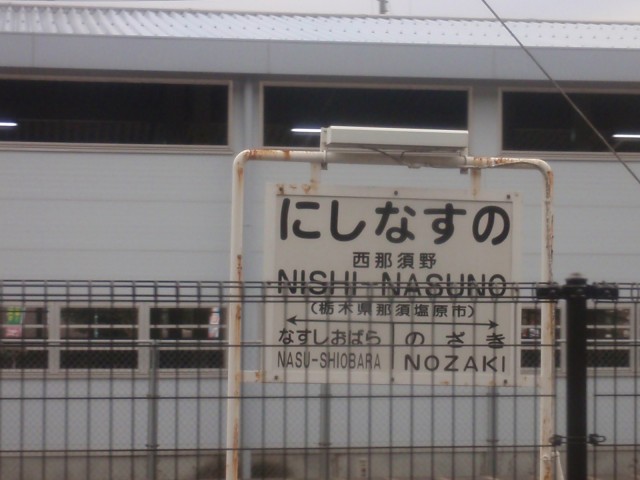 にしなすの
西那須野
NISHI-NASUNO
(栃木県那須塩原市)
なすしおばら のざき
NASU-SHIOBARA NOZAKI